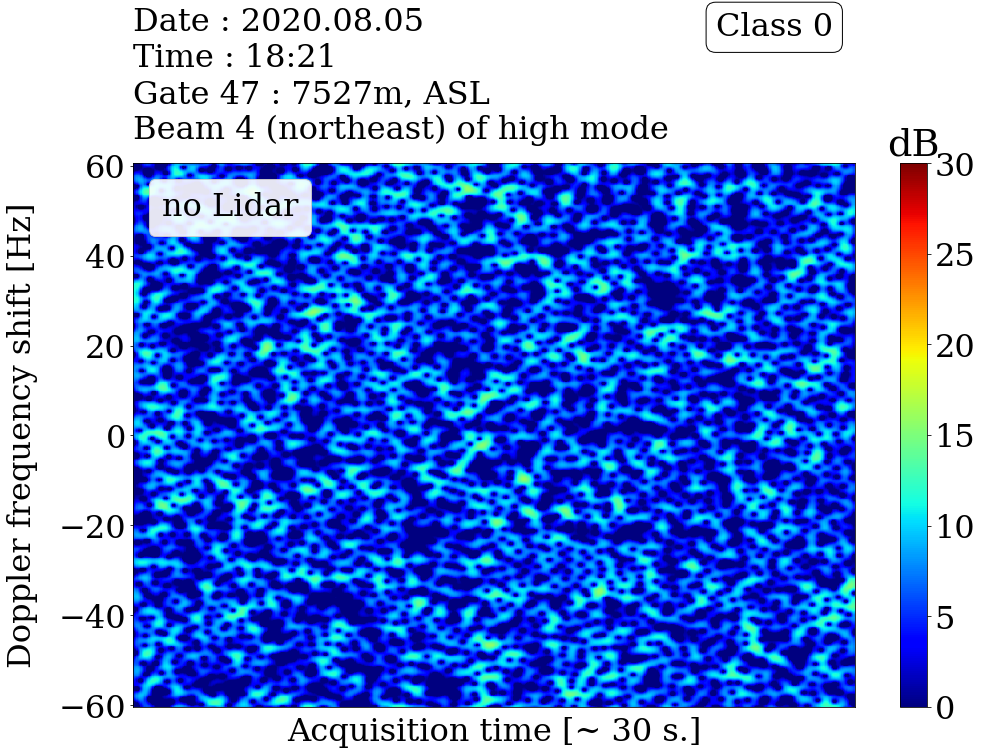 Date : 2020.08.05
Time : 18:21
Gate 47 : 7527m, ASL
Beam 4 (northeast) of high mode
Class 0
dB
no Lidar
Doppler frequency shift [Hz]
60
40
20
0
−20
−40
−60
Acquisition time [~ 30 s.]
30
25
20
15
10
5
0